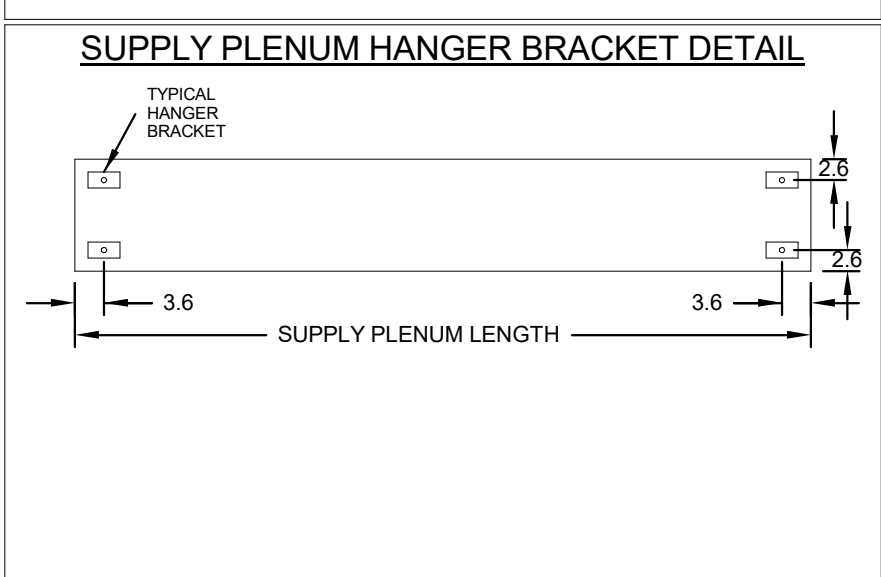 SUPPLY PLENUM HANGER BRACKET DETAIL
TYPICAL
HANGER
BRACKET
2.6
2.6
3.6
3.6
SUPPLY PLENUM LENGTH